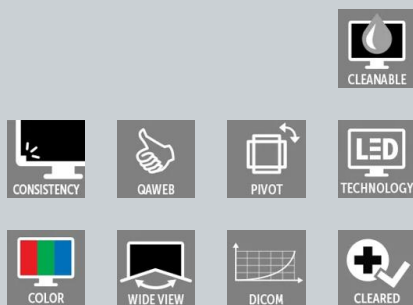 CLEANABLE
CONSISTENCY
QAWEB
PIVOT
LED
TECHNOLOGY
COLOR
WIDE VIEW
DICOM
CLEARED